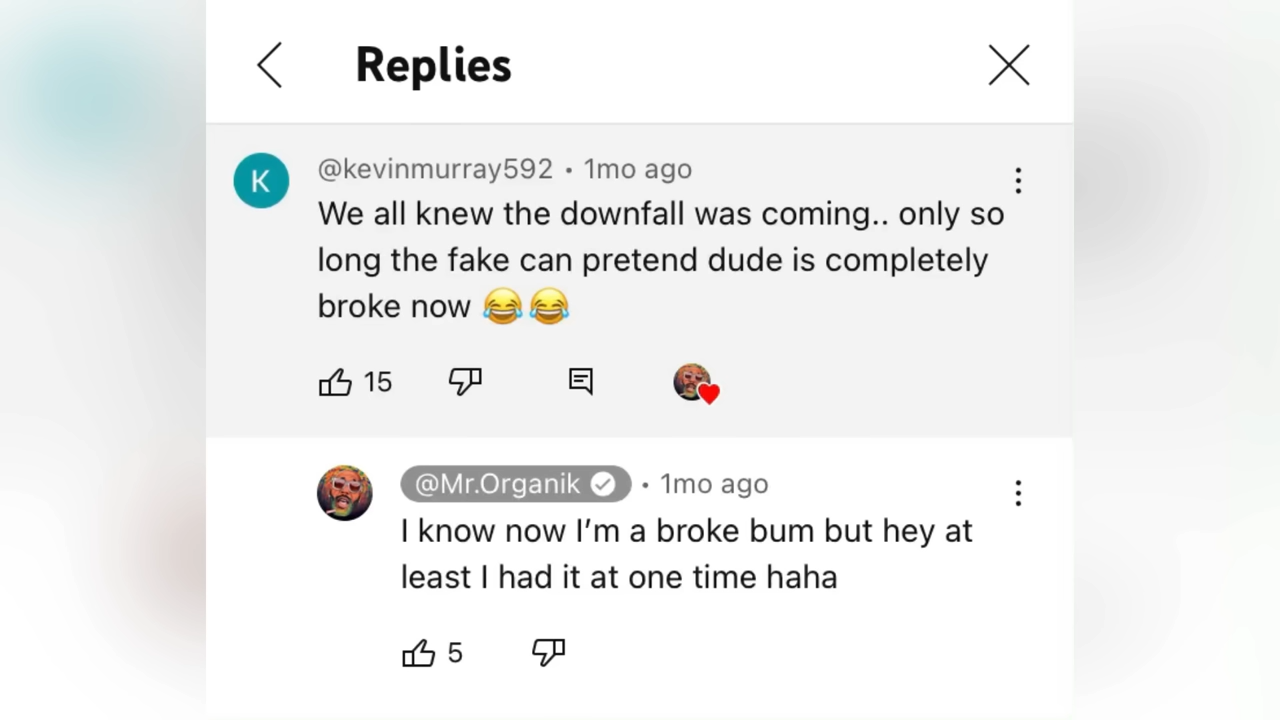 Replies
K
@kevinmurray592 • 1mo ago
We all knew the downfall was coming.. only so
long the fake can pretend dude is completely
broke now 😂😂
15
@Mr.Organik • 1mo ago
I know now I’m a broke bum but hey at
least I had it at one time haha
5